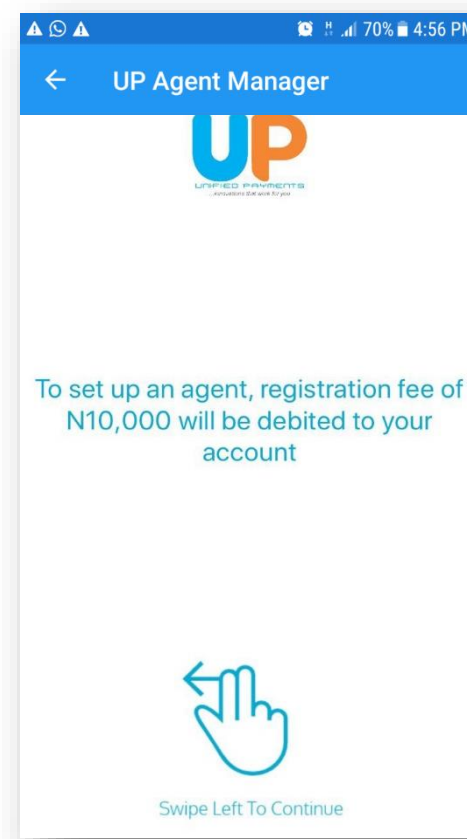 70% 4:56 PM
UP Agent Manager
UP
UNIFIED PAYMENTS
To set up an agent, registration fee of
N10,000 will be debited to your
account
Swipe Left To Continue